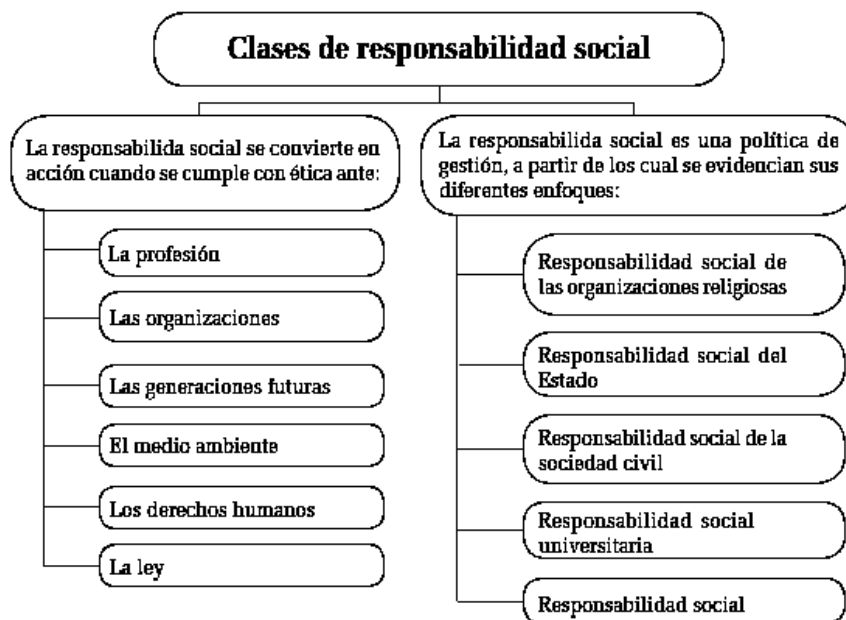 Clases de responsabilidad social
La responsabilida social se convierte en
acción cuando se cumple con ética ante:
La profesión
Las organizaciones
Las generaciones futuras
El medio ambiente
Los derechos humanos
La ley
La responsabilida social es una política de
gestión, a partir de los cual se evidencian sus
diferentes enfoques:
Responsabilidad social de
las organizaciones religiosas
Responsabilidad social del
Estado
Responsabilidad social de la
sociedad civil
Responsabilidad social
universitaria
Responsabilidad social